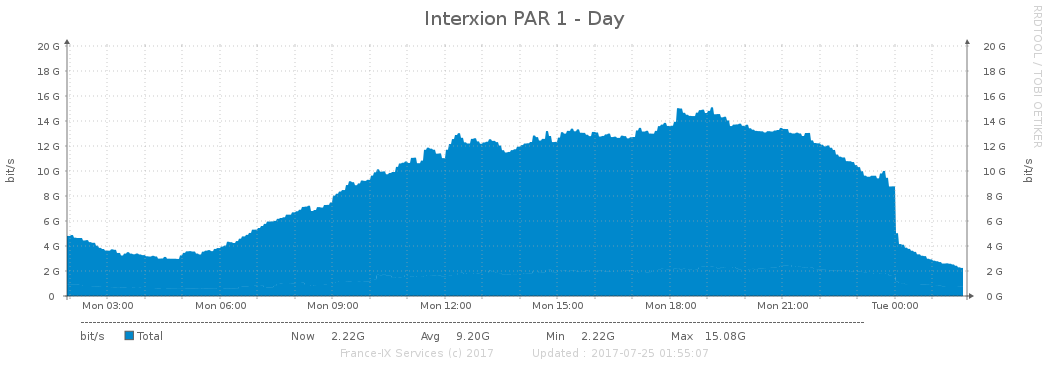 Interxion PAR 1 - Day
RRDTOOL / TOBI OETIKER
bit/s
20 G 20 G
18 G 18 G
16 G 16 G
14 G 14 G
12 G 12 G
10 G 10 G
8 G 8 G
6 G 6 G
4 G 4 G
2 G 2 G
0 0 G
bit/s
Mon 03:00 Mon 06:00 Mon 09:00 Mon 12:00 Mon 15:00 Mon 18:00 Mon 21:00 Tue 00:00
bit/s Total Now 2.22G Avg 9.20G Min 2.22G Max 15.08G
France-IX Services (c) 2017 Updated : 2017-07-25 01:55:07